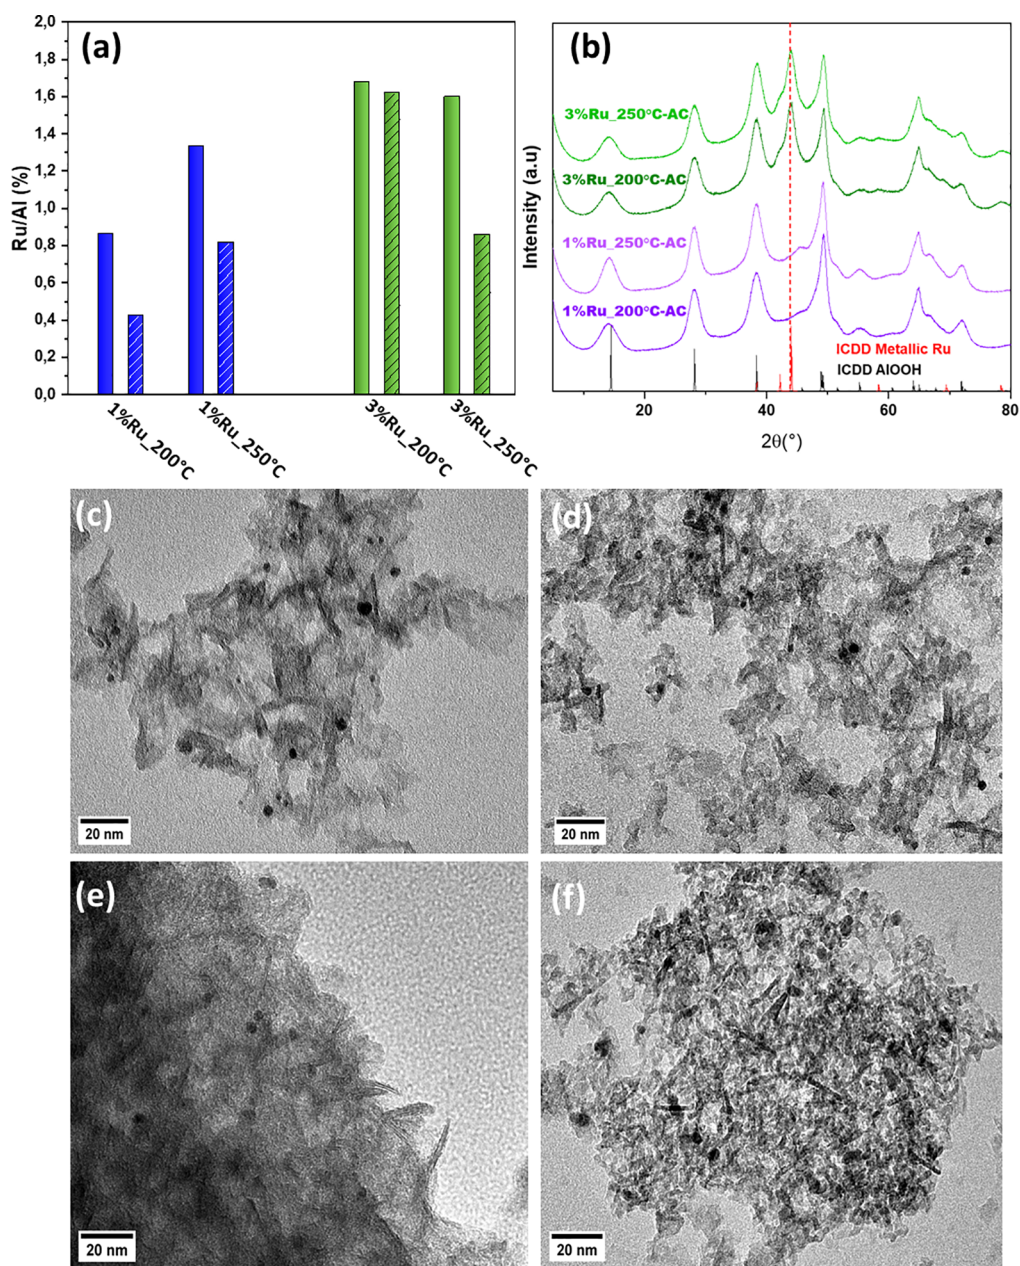 (a)
Ru/Al (%)
2,0
1,8
1,6
1,4
1,2
1,0
0,8
0,6
0,4
0,2
0,0
1%Ru_200°C
1%Ru_250°C
3%Ru_200°C
3%Ru_250°C
(b)
Intensity (a.u)
3%Ru_250°C-AC
3%Ru_200°C-AC
1%Ru_250°C-AC
1%Ru_200°C-AC
ICDD Metallic Ru
ICDD AlOOH
20
40
60
80
2θ(°)
(c)
20 nm
(d)
20 nm
(e)
20 nm
(f)
20 nm